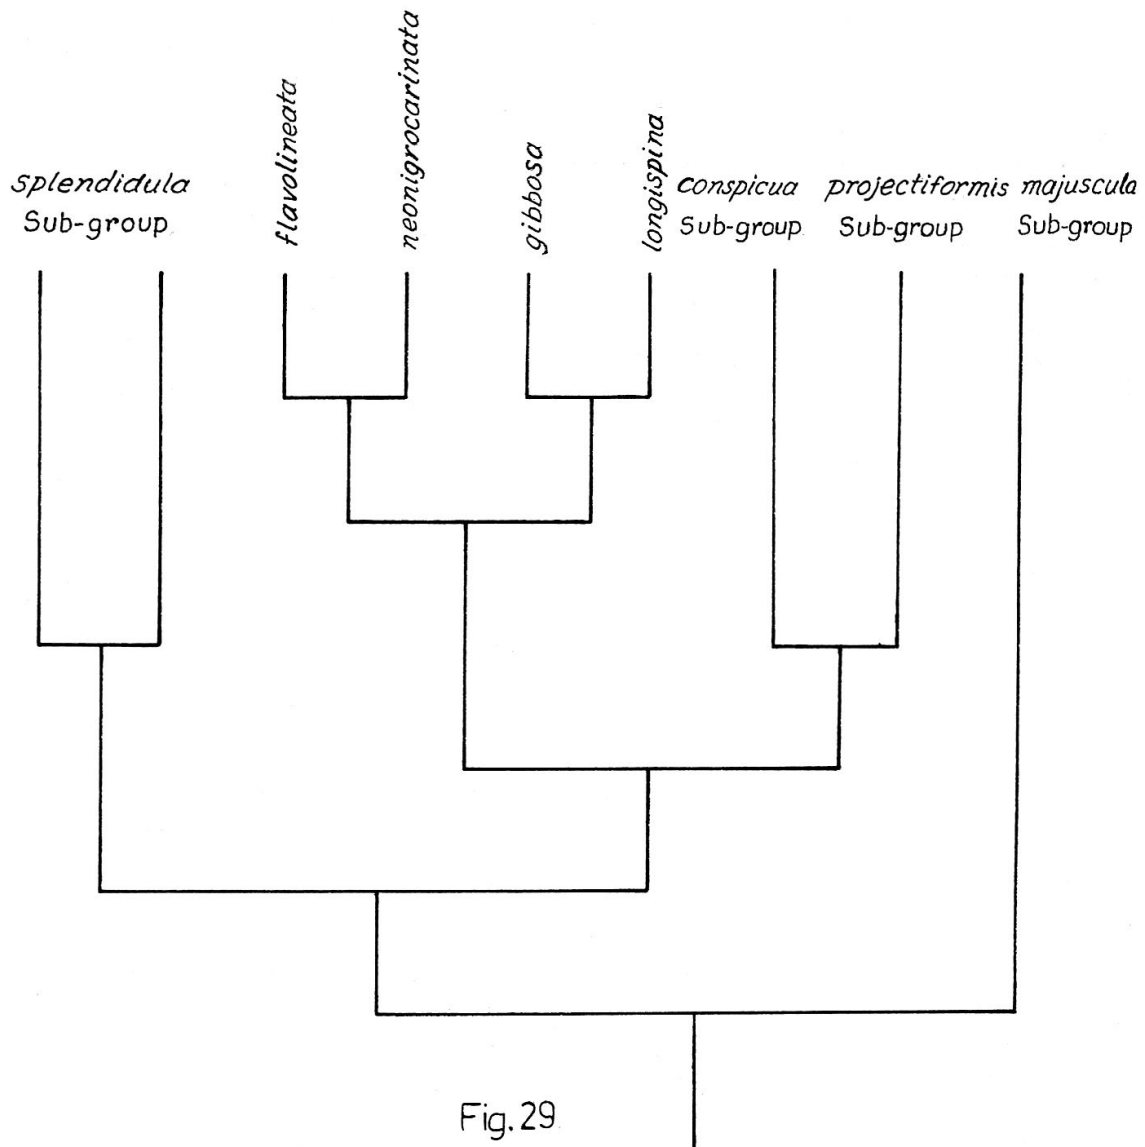 splendidula
Sub-group
flavolineata
neonigrocarinata
gibbosa
longispina
conspicua
Sub-group
projectiformis
Sub-group
majuscula
Sub-group
Fig. 29